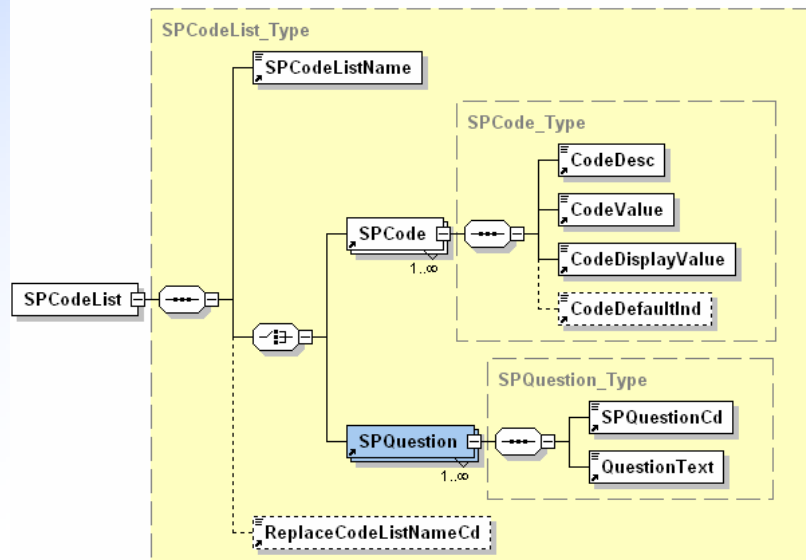 SPCodeList_Type
SPCodeListName
SPCode_Type
CodeDesc
CodeValue
SPCode
CodeDisplayValue
1..∞
SPCodeList
CodeDefaultInd
SPQuestion_Type
SPQuestionCd
SPQuestion
QuestionText
1..∞
ReplaceCodeListNameCd